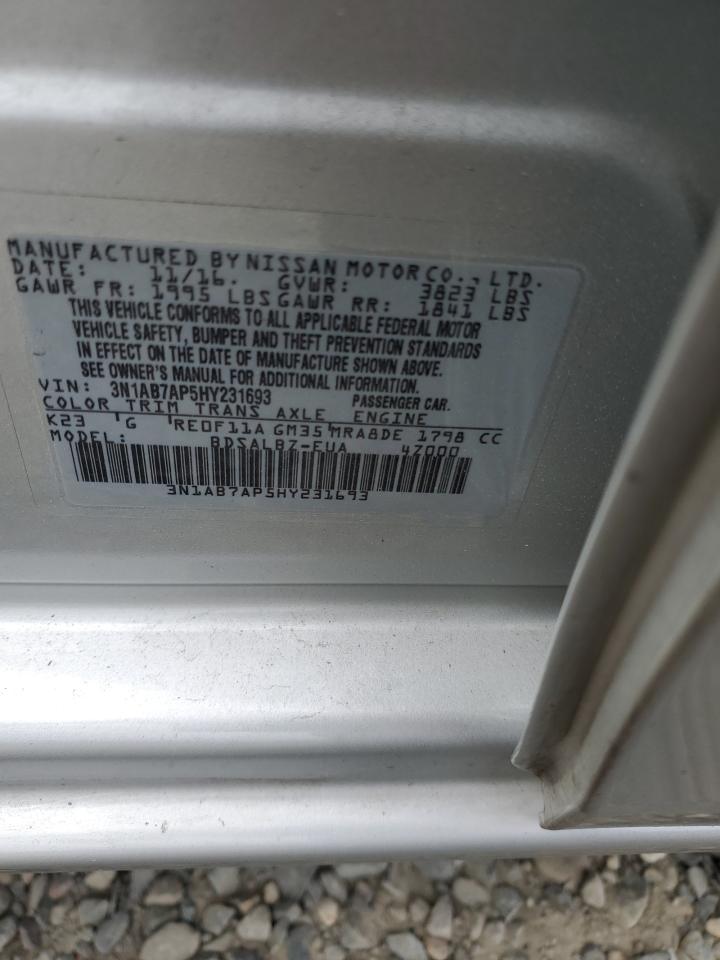 MANUFACTURED BY NISSAN MOTOR CO., LTD.
DATE: 11/16. GVWR: 3823 LBS
GAWR FR: 1995 LBS GAWR RR: 1841 LBS
THIS VEHICLE CONFORMS TO ALL APPLICABLE FEDERAL MOTOR
VEHICLE SAFETY, BUMPER AND THEFT PREVENTION STANDARDS
IN EFFECT ON THE DATE OF MANUFACTURE SHOWN ABOVE.
SEE OWNER'S MANUAL FOR ADDITIONAL INFORMATION.
VIN: 3N1AB7AP5HY231693 PASSENGER CAR.
COLOR TRIM TRANS AXLE ENGINE
K23 G RE0F11A GM35 MRA8DE 1798 CC
MODEL: BDSALBZ-EUA 4Z000
3N1AB7AP5HY231693